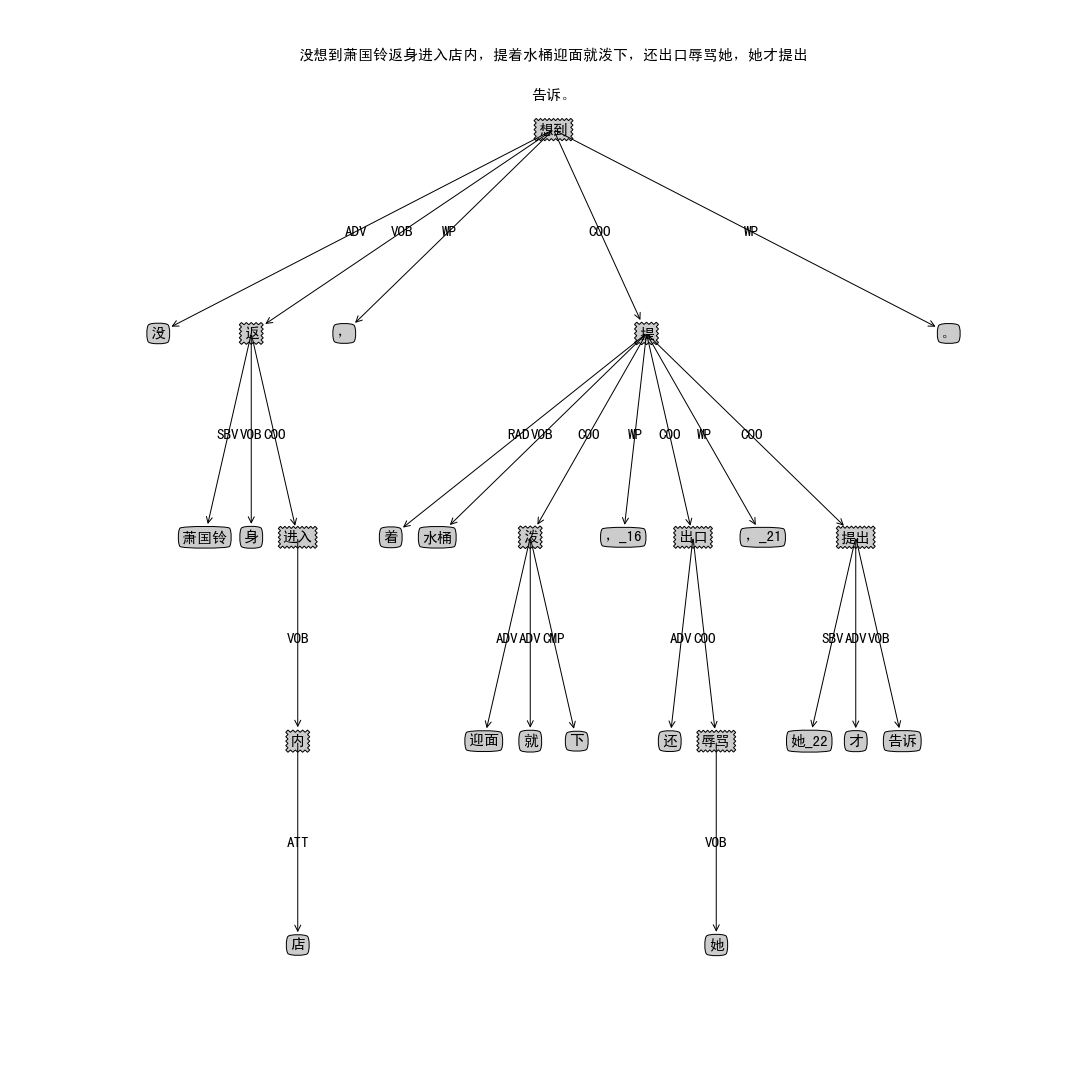 没想到萧国铃返身进入店内，提着水桶迎面就泼下，还出口辱骂她，她才提出
告诉。
想到
ADV VOB WP COO WP
没 返 ， 提 。
SBV VOB COO RAD VOB COO WP COO WP COO
萧国铃 身 进入 着 水桶 泼 ，_16 出口 ，_21 提出
VOB ADV ADV CMP ADV COO SBV ADV VOB
内 迎面 就 下 还 辱骂 她_22 才 告诉
ATT VOB
店 她